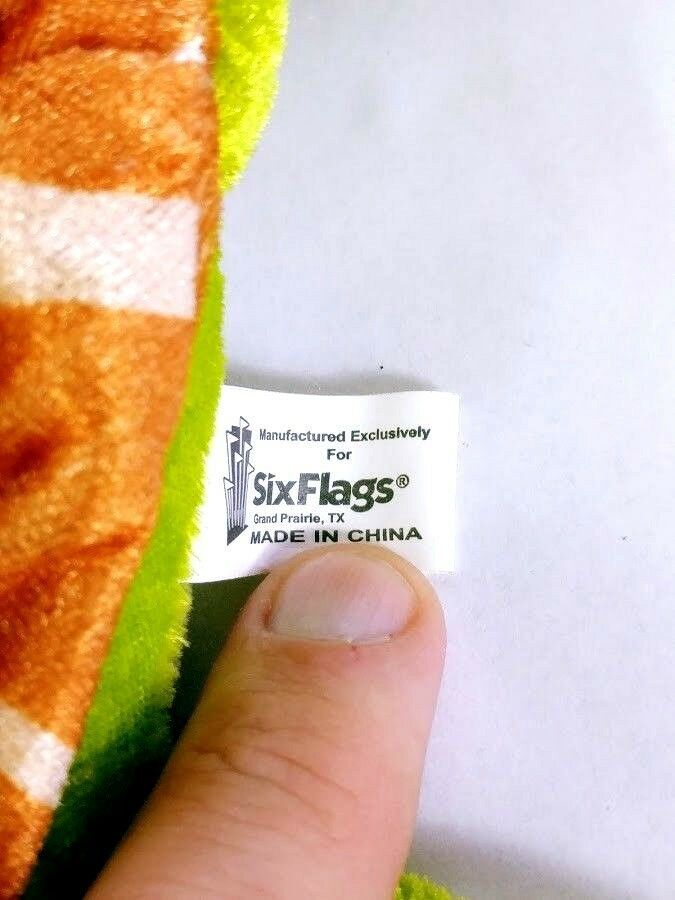 Manufactured Exclusively
For
SixFlags®
Grand Prairie, TX
MADE IN CHINA